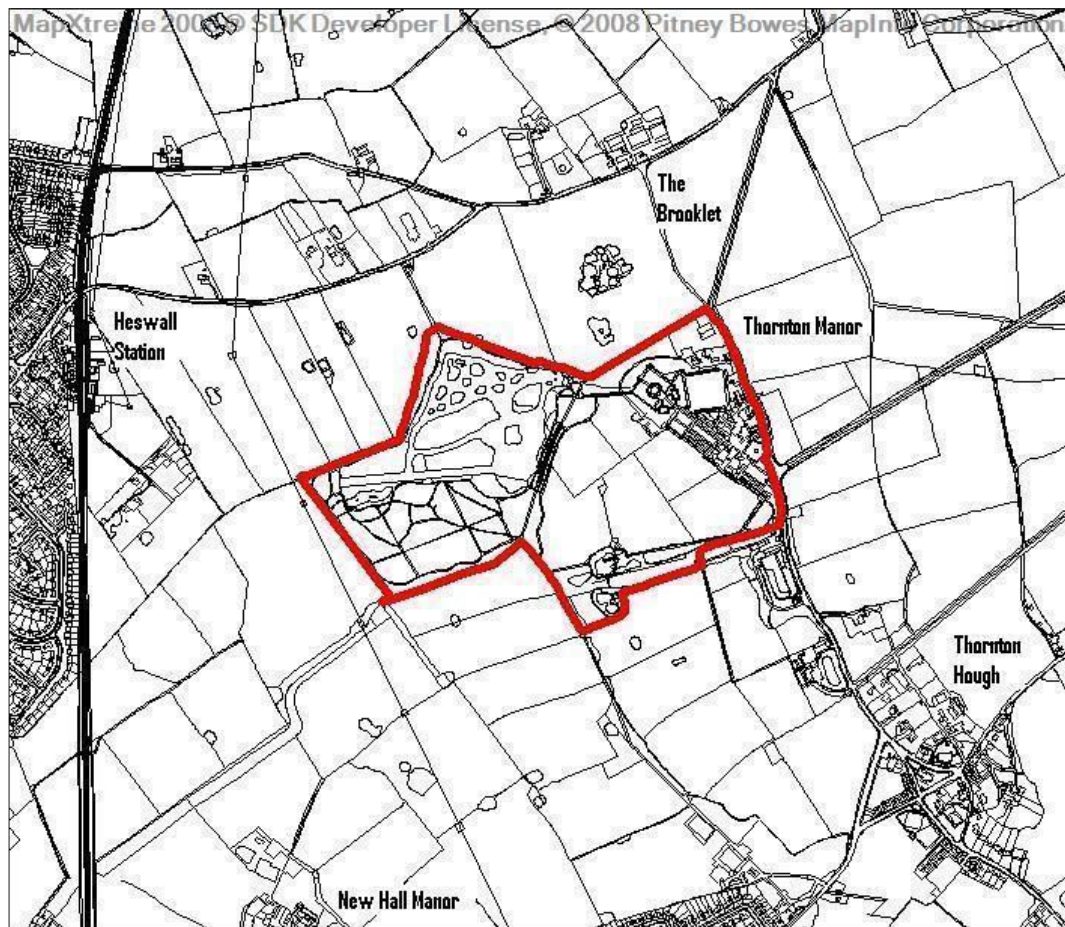 MapXtreme 2008 ® SDK Developer License. © 2008 Pitney Bowes MapInfo Corporation
The
Brooklet
Heswall
Station
Thornton Manor
Thornton
Hough
New Hall Manor